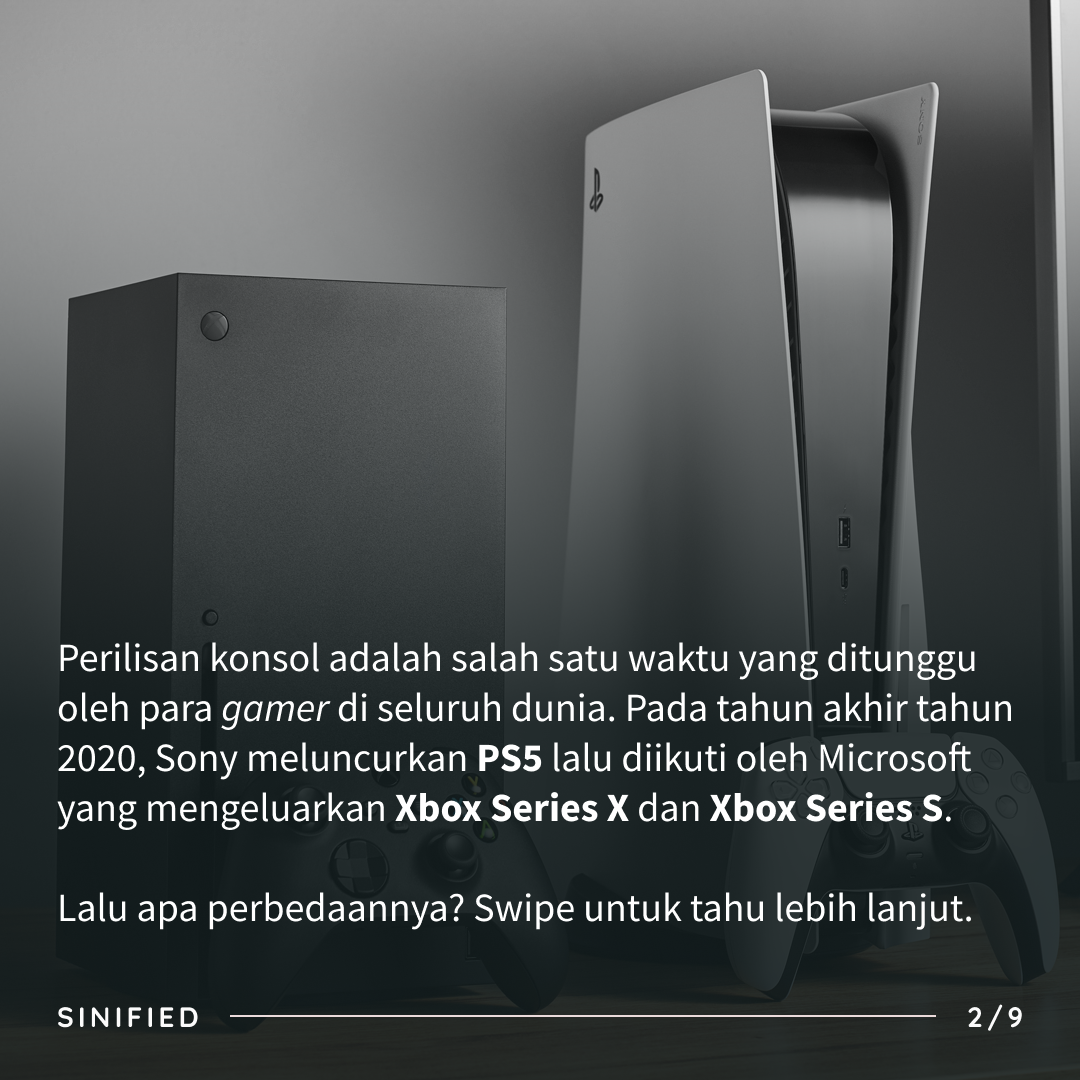 Perilisan konsol adalah salah satu waktu yang ditunggu
oleh para gamer di seluruh dunia. Pada tahun akhir tahun
2020, Sony meluncurkan PS5 lalu diikuti oleh Microsoft
yang mengeluarkan Xbox Series X dan Xbox Series S.
Lalu apa perbedaannya? Swipe untuk tahu lebih lanjut.
SINIFIED
2/9